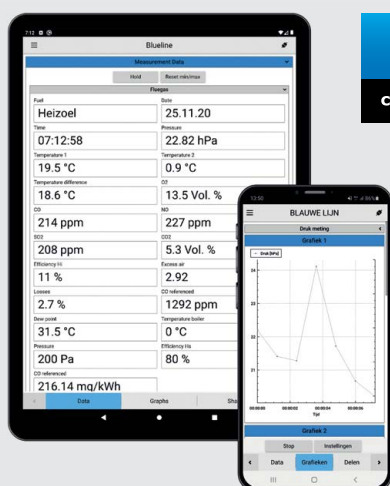 7:12
Blueline
Measurement Data
Hold Reset min/max
Fluegas
Fuel Date
Heizoel 25.11.20
Time Pressure
07:12:58 22.82 hPa
Temperature 1 Temperature 2
19.5 °C 0.9 °C
Temperature difference O2
18.6 °C 13.5 Vol. %
CO NO
214 ppm 227 ppm
SO2 CO2
208 ppm 5.3 Vol. %
Efficiency Hi Excess air
11 % 2.92
Losses CO referenced
2.7 % 1292 ppm
Dew point Temperature boiler
31.5 °C 0 °C
Pressure Efficiency Hs
200 Pa 80 %
CO referenced
216.14 mg/kWh
Data Graphs Sha
c
12:50 86%
BLAUWE LIJN
Druk meting
Grafiek 1
Druk [hPa]
24
23
22
21
00:00:00 00:00:02 00:00:04 00:00:06
Tijd
Grafiek 2
Stop Instellingen
Data Grafieken Delen